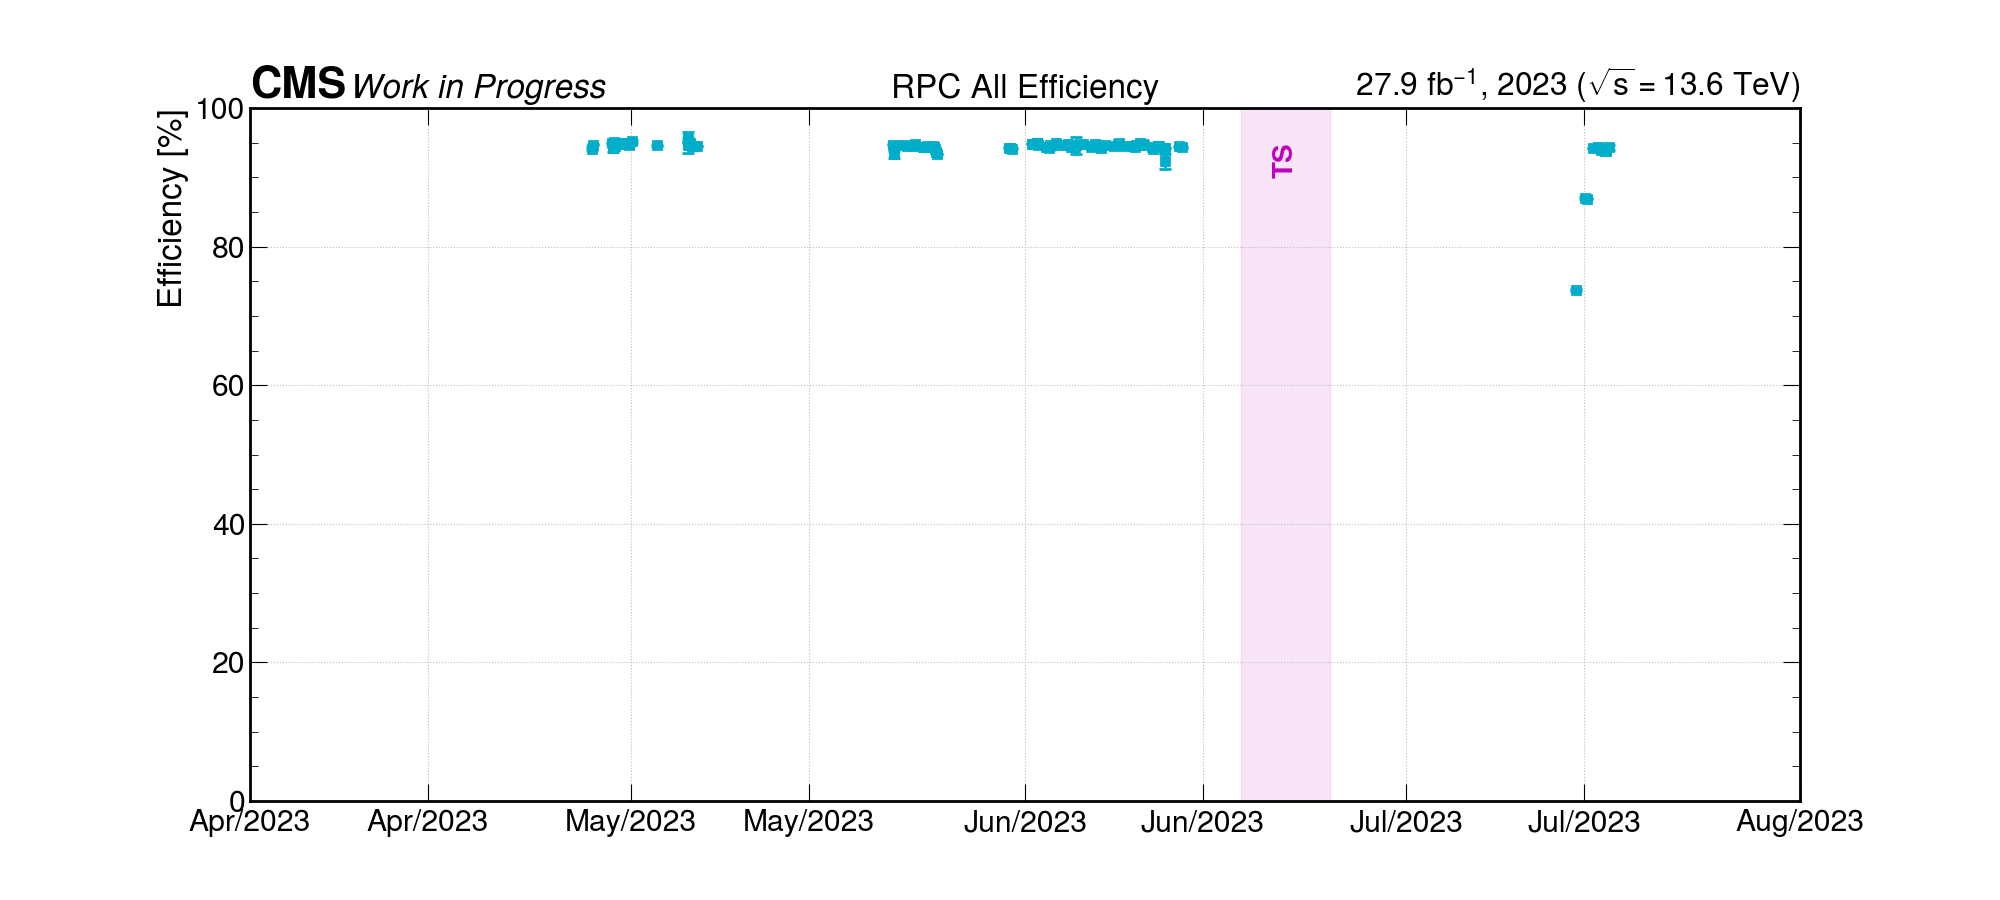 CMS Work in Progress RPC All Efficiency 27.9 fb⁻¹, 2023 (√s = 13.6 TeV)
Efficiency [%]
100
80
60
40
20
0
TS
Apr/2023 Apr/2023 May/2023 May/2023 Jun/2023 Jun/2023 Jul/2023 Jul/2023 Aug/2023